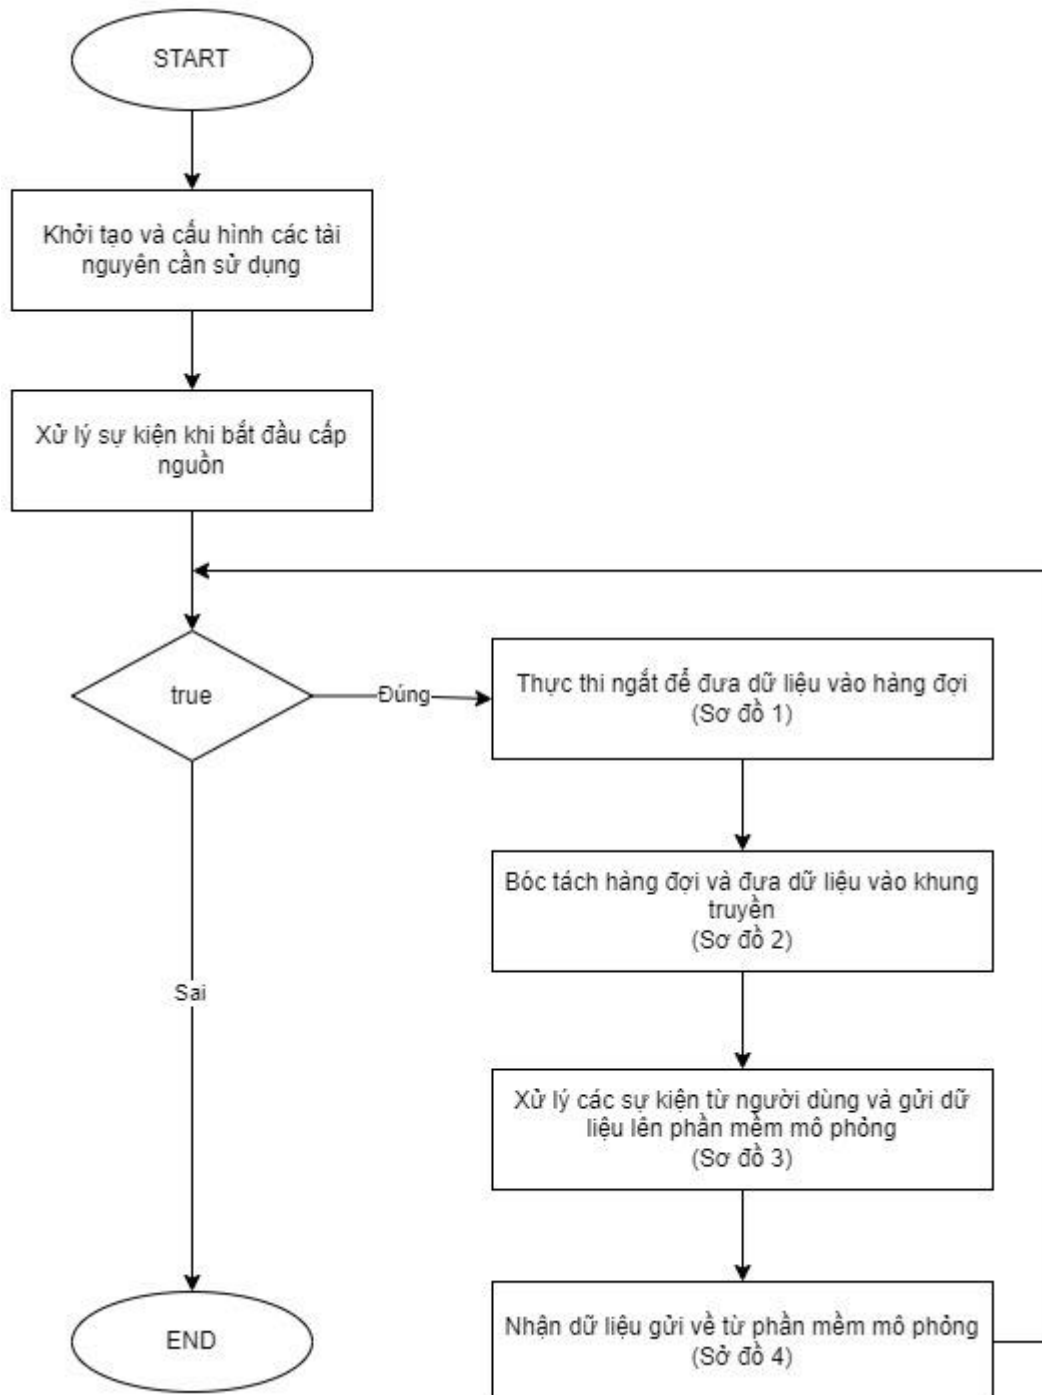 START
Khởi tạo và cấu hình các tài
nguyên cần sử dụng
Xử lý sự kiện khi bắt đầu cấp
nguồn
true
Đúng
Thực thi ngắt để đưa dữ liệu vào hàng đợi
(Sơ đồ 1)
Bóc tách hàng đợi và đưa dữ liệu vào khung
truyền
(Sơ đồ 2)
Sai
Xử lý các sự kiện từ người dùng và gửi dữ
liệu lên phần mềm mô phỏng
(Sơ đồ 3)
END
Nhận dữ liệu gửi về từ phần mềm mô phỏng
(Sở đồ 4)